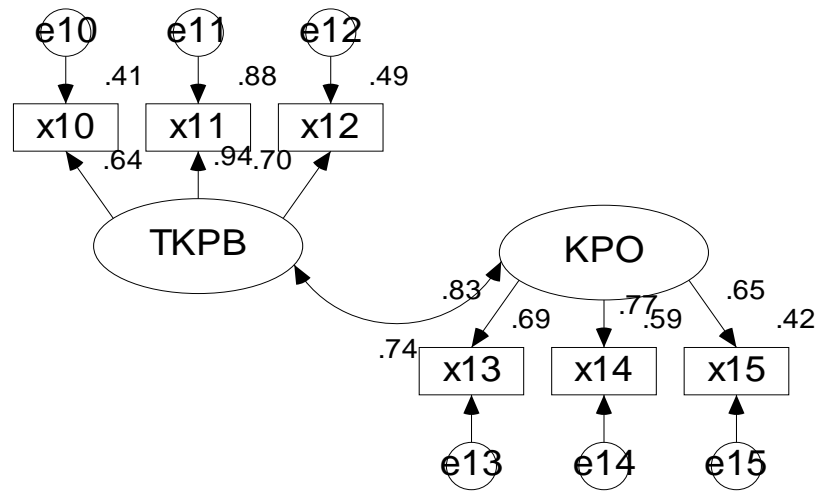 e10 e11 e12
.41 .88 .49
x10 x11 x12
.64 .94 .70
TKPB KPO
.83 .77 .65
.69 .59 .42
.74
x13 x14 x15
e13 e14 e15